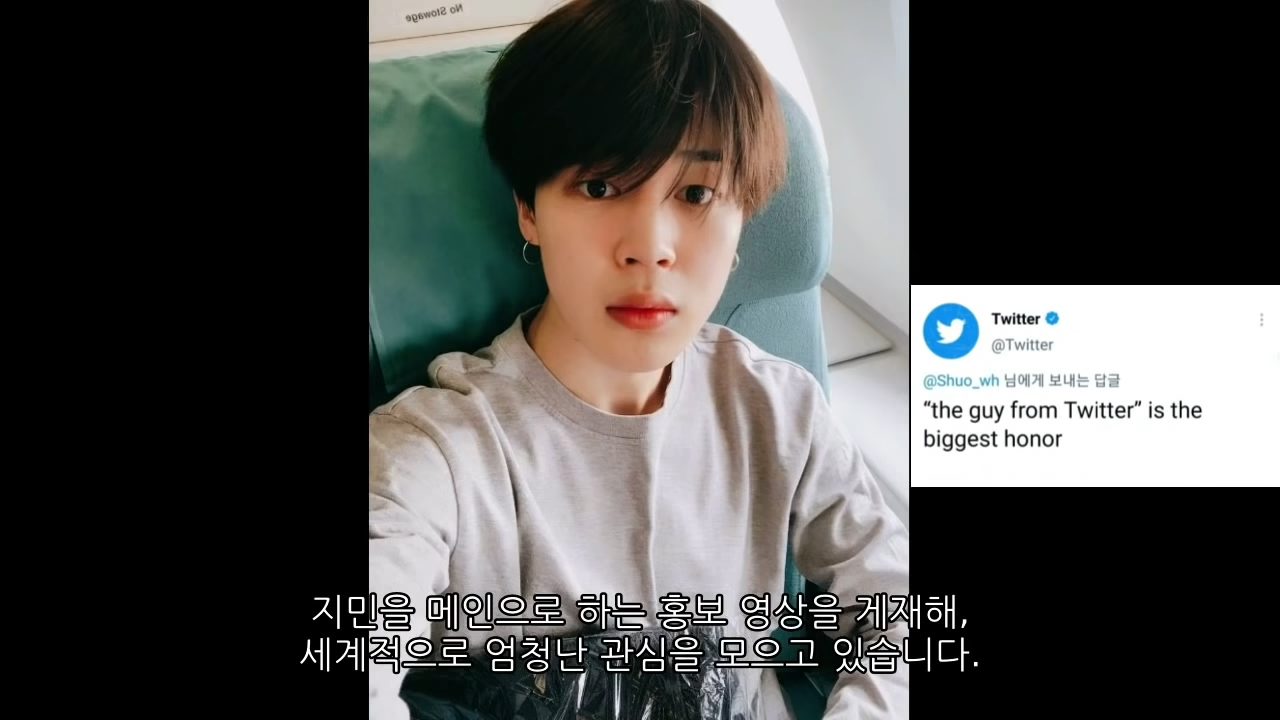 No Stowage
Twitter
@Twitter
@Shuo_wh 님에게 보내는 답글
“the guy from Twitter” is the
biggest honor
지민을 메인으로 하는 홍보 영상을 게재해,
세계적으로 엄청난 관심을 모으고 있습니다.